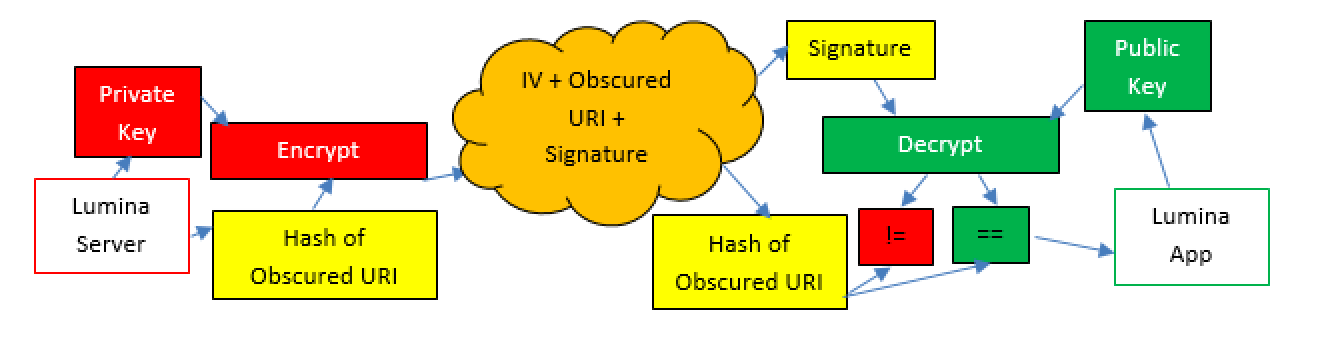 Private
Key
Encrypt
Lumina
Server
Hash of
Obscured URI
IV + Obscured
URI +
Signature
Signature
Public
Key
Decrypt
Hash of
Obscured URI
!=
==
Lumina
App